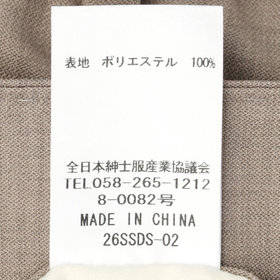 表地 ポリエステル 100%
全日本紳士服産業協議会
TEL058-265-1212
8-0082号
MADE IN CHINA
26SSDS-02